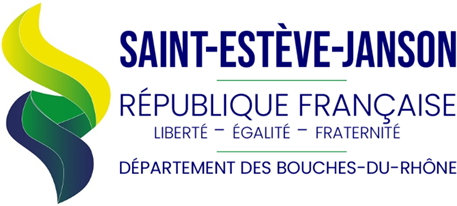 SAINT-ESTÈVE-JANSON
RÉPUBLIQUE FRANÇAISE
LIBERTÉ – ÉGALITÉ – FRATERNITÉ
DÉPARTEMENT DES BOUCHES-DU-RHÔNE